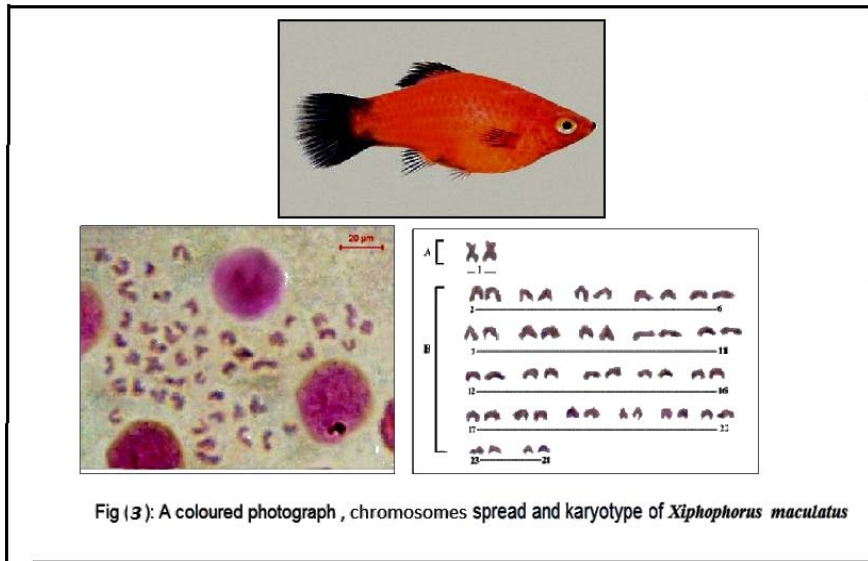 20 µm
A
1
B
2 6
7 11
12 16
17 22
23 24
Fig (3): A coloured photograph , chromosomes spread and karyotype of Xiphophorus maculatus